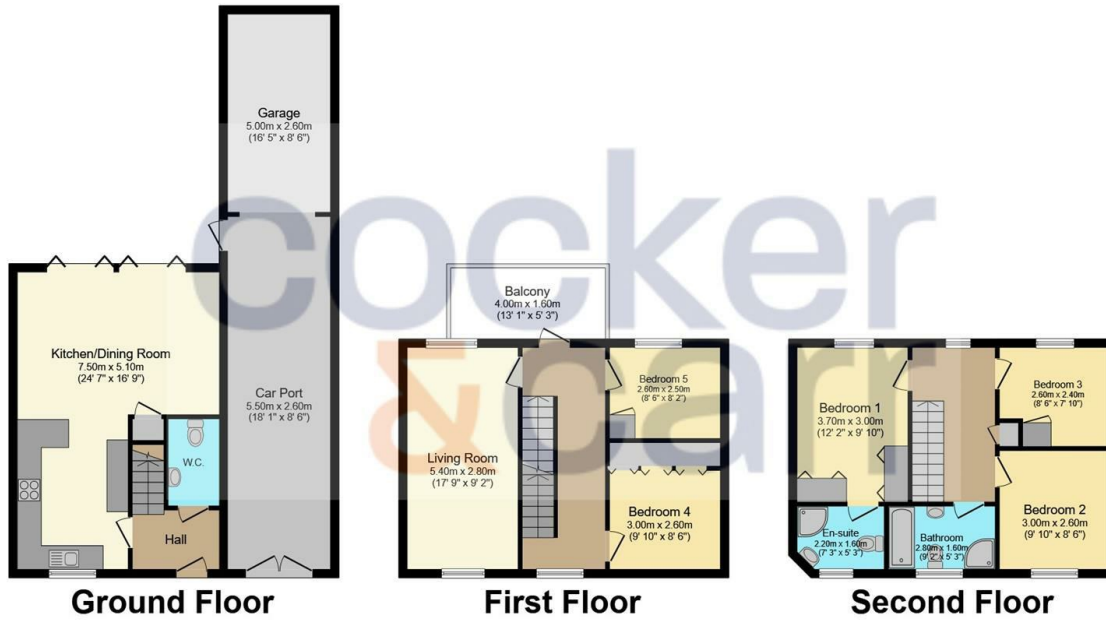 Garage
5.00m x 2.60m
(16' 5" x 8' 6")
Kitchen/Dining Room
7.50m x 5.10m
(24' 7" x 16' 9")
Car Port
5.50m x 2.60m
(18' 1" x 8' 6")
W.C.
Hall
Ground Floor
Balcony
4.00m x 1.60m
(13' 1" x 5' 3")
Bedroom 5
2.60m x 2.50m
(8' 6" x 8' 2")
Living Room
5.40m x 2.80m
(17' 9" x 9' 2")
Bedroom 4
3.00m x 2.60m
(9' 10" x 8' 6")
First Floor
Bedroom 1
3.70m x 3.00m
(12' 2" x 9' 10")
Bedroom 3
2.60m x 2.40m
(8' 6" x 7' 10")
Bedroom 2
3.00m x 2.60m
(9' 10" x 8' 6")
En-suite
2.20m x 1.60m
(7' 3" x 5' 3")
Bathroom
2.80m x 1.60m
(9' 2" x 5' 3")
Second Floor
cocker
&carr